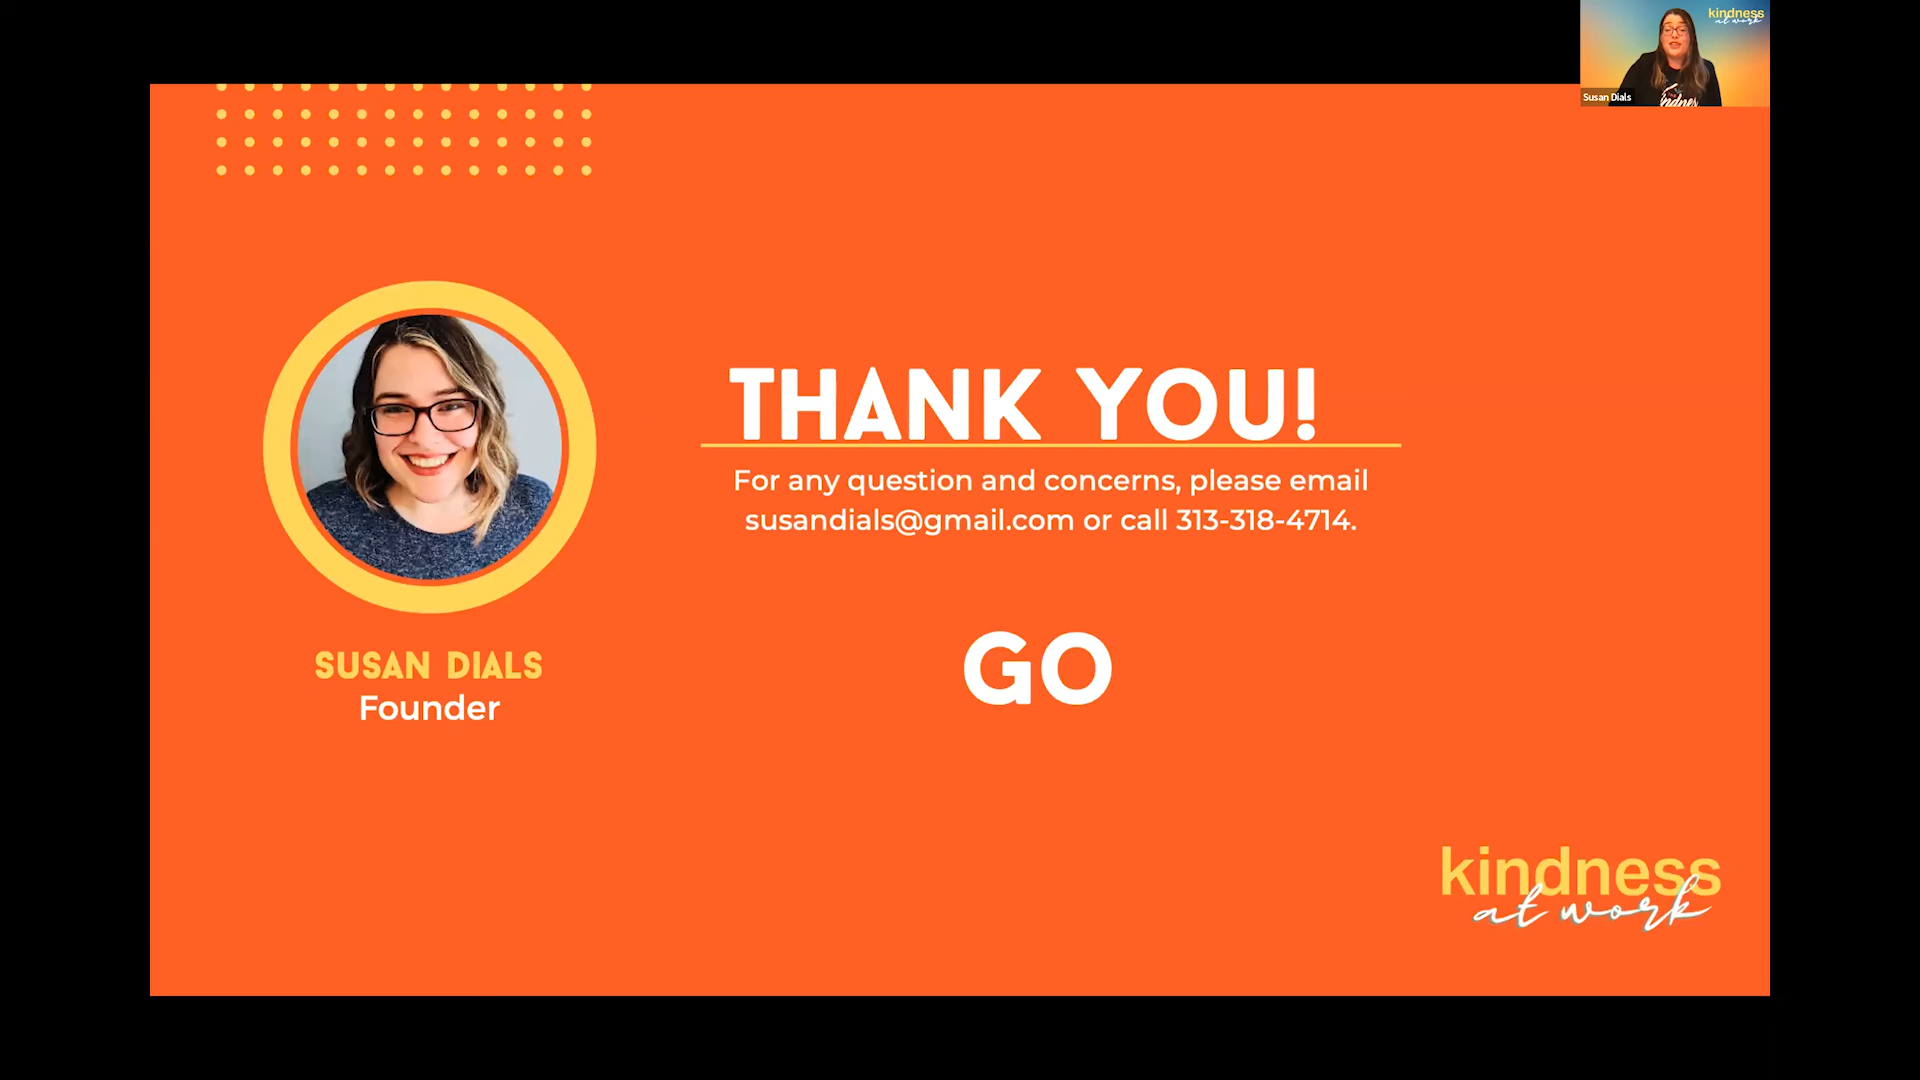 kindness
at work
Susan Dials
THANK YOU!
For any question and concerns, please email
susandials@gmail.com or call 313-318-4714.
GO
SUSAN DIALS
Founder
kindness
at work